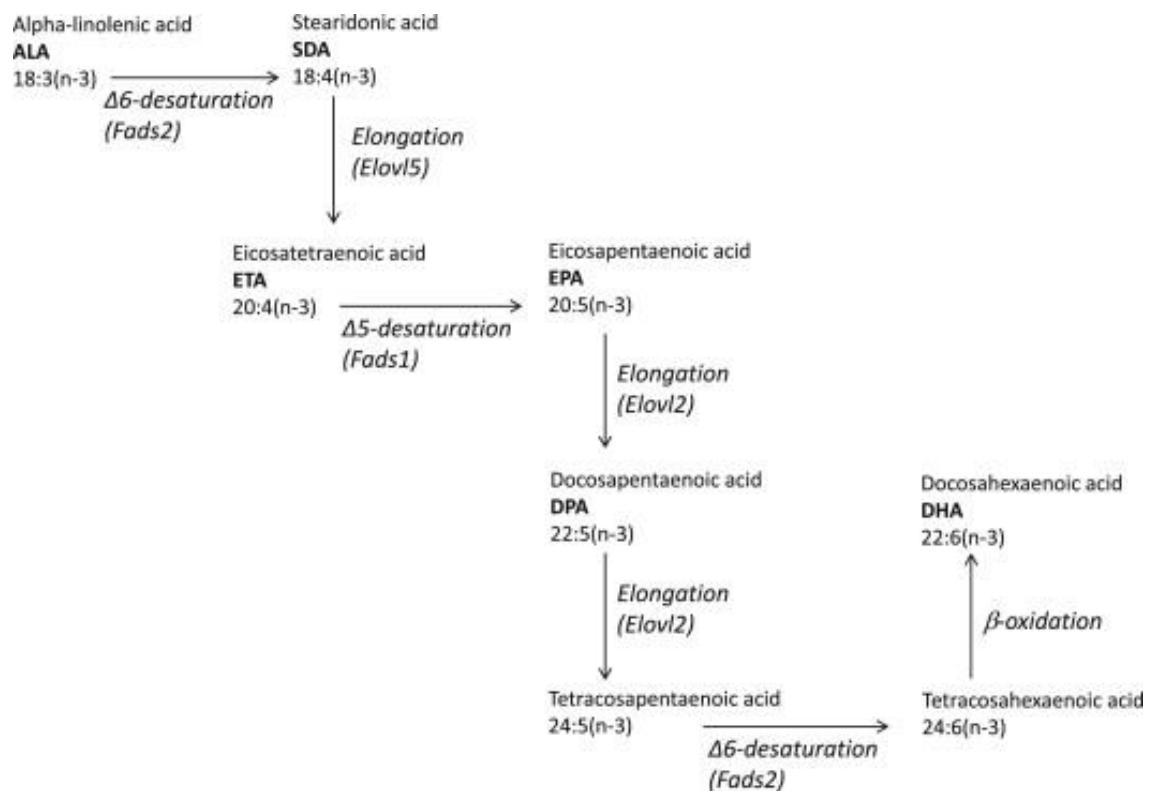 Alpha-linolenic acid
ALA
18:3(n-3)
Δ6-desaturation
(Fads2)
Stearidonic acid
SDA
18:4(n-3)
Elongation
(Elovl5)
Eicosatetraenoic acid
ETA
20:4(n-3)
Δ5-desaturation
(Fads1)
Eicosapentaenoic acid
EPA
20:5(n-3)
Elongation
(Elovl2)
Docosapentaenoic acid
DPA
22:5(n-3)
Elongation
(Elovl2)
Tetracosapentaenoic acid
24:5(n-3)
Δ6-desaturation
(Fads2)
Tetracosahexaenoic acid
24:6(n-3)
β-oxidation
Docosahexaenoic acid
DHA
22:6(n-3)